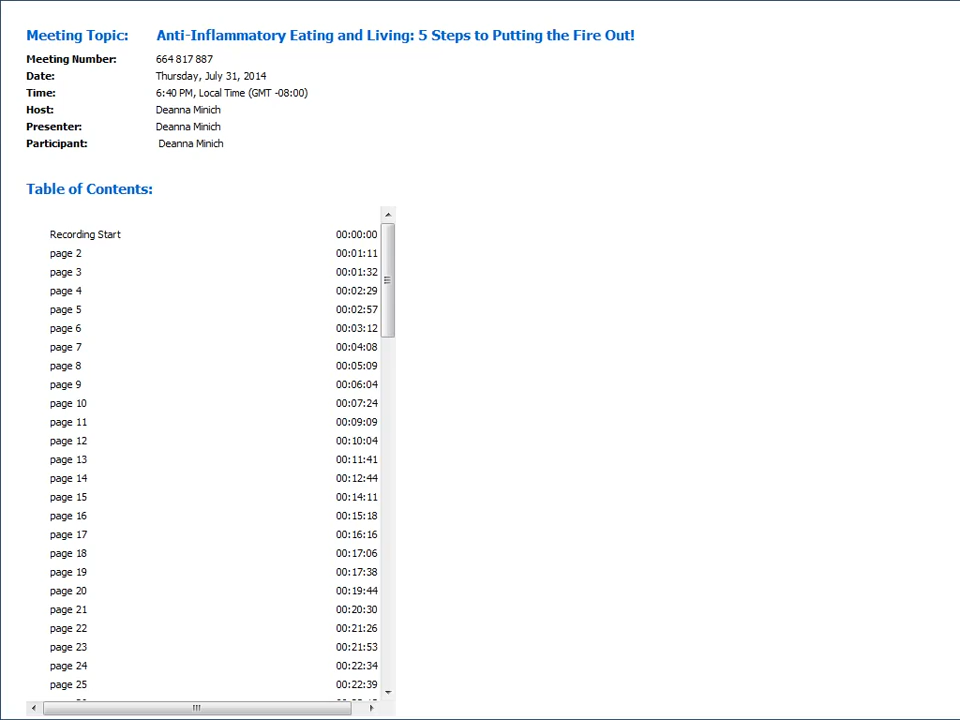 Meeting Topic: Anti-Inflammatory Eating and Living: 5 Steps to Putting the Fire Out!
Meeting Number: 664 817 887
Date: Thursday, July 31, 2014
Time: 6:40 PM, Local Time (GMT -08:00)
Host: Deanna Minich
Presenter: Deanna Minich
Participant: Deanna Minich
Table of Contents:
Recording Start 00:00:00
page 2 00:01:11
page 3 00:01:32
page 4 00:02:29
page 5 00:02:57
page 6 00:03:12
page 7 00:04:08
page 8 00:05:09
page 9 00:06:04
page 10 00:07:24
page 11 00:09:09
page 12 00:10:04
page 13 00:11:41
page 14 00:12:44
page 15 00:14:11
page 16 00:15:18
page 17 00:16:16
page 18 00:17:06
page 19 00:17:38
page 20 00:19:44
page 21 00:20:30
page 22 00:21:26
page 23 00:21:53
page 24 00:22:34
page 25 00:22:39